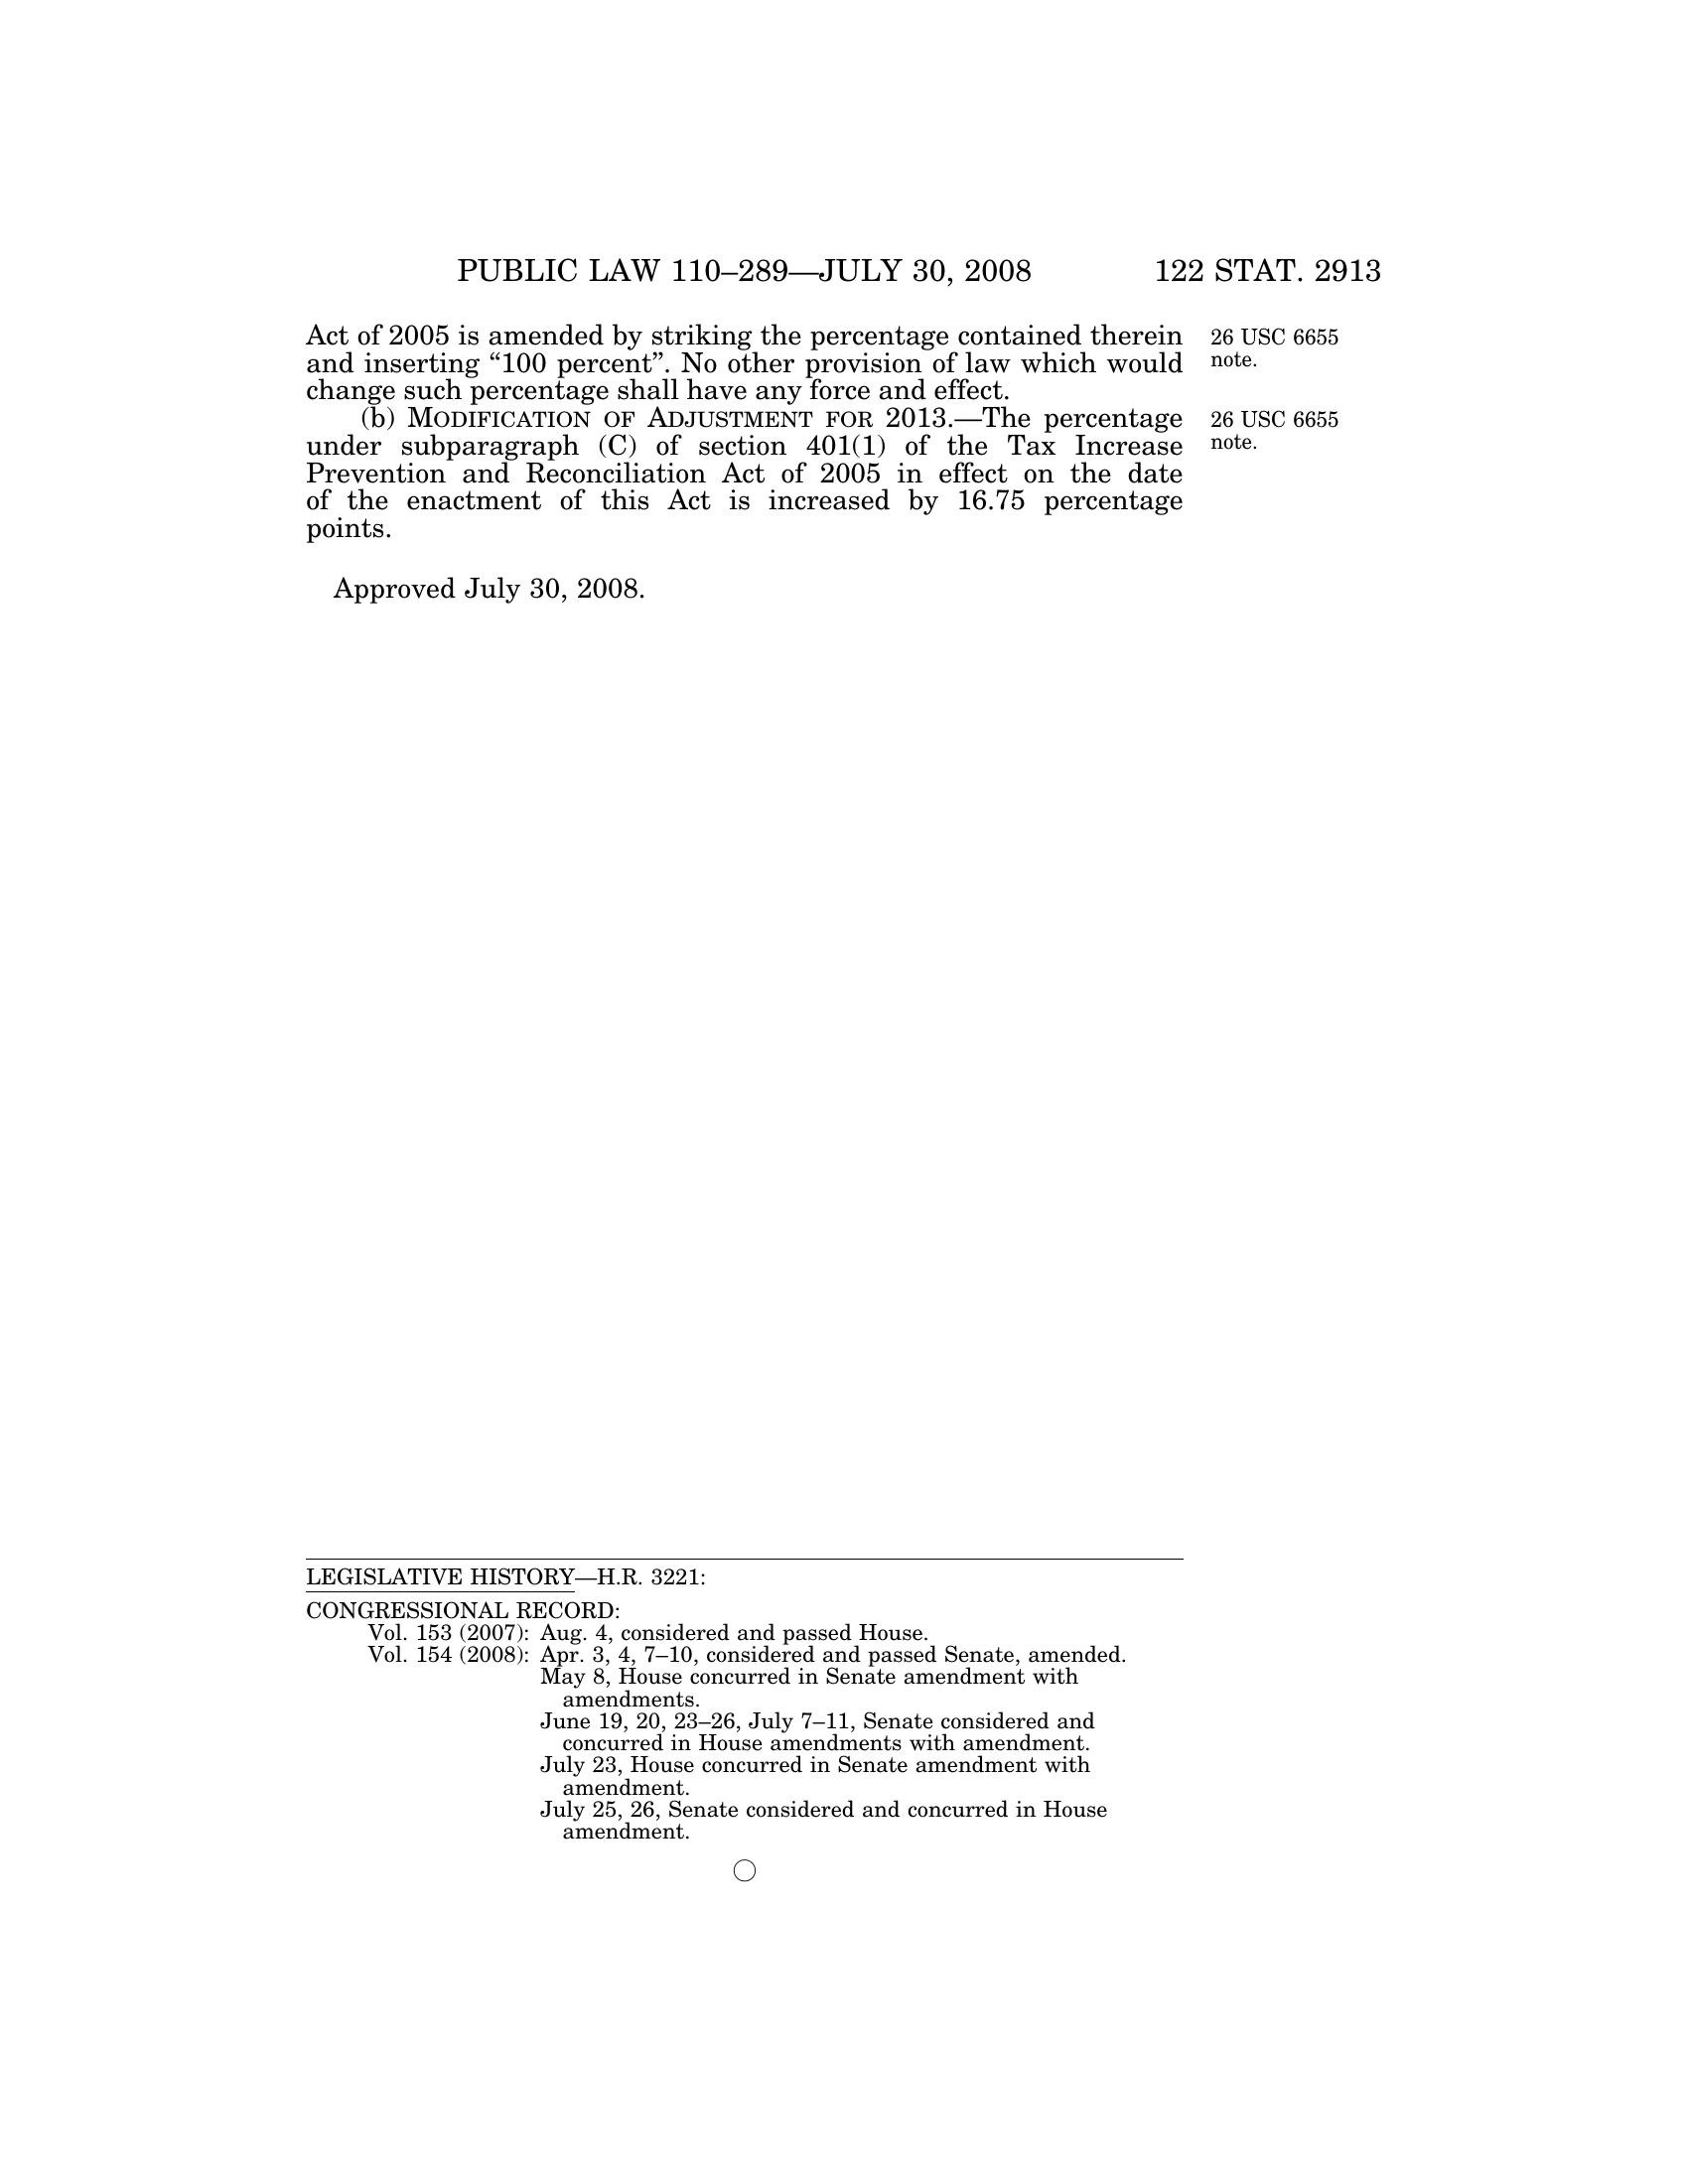 PUBLIC LAW 110–289—JULY 30, 2008 122 STAT. 2913
Act of 2005 is amended by striking the percentage contained therein
and inserting “100 percent”. No other provision of law which would
change such percentage shall have any force and effect.
26 USC 6655
note.
(b) MODIFICATION OF ADJUSTMENT FOR 2013.—The percentage
under subparagraph (C) of section 401(1) of the Tax Increase
Prevention and Reconciliation Act of 2005 in effect on the date
of the enactment of this Act is increased by 16.75 percentage
points.
26 USC 6655
note.
Approved July 30, 2008.
LEGISLATIVE HISTORY—H.R. 3221:
CONGRESSIONAL RECORD:
Vol. 153 (2007): Aug. 4, considered and passed House.
Vol. 154 (2008): Apr. 3, 4, 7–10, considered and passed Senate, amended.
May 8, House concurred in Senate amendment with
amendments.
June 19, 20, 23–26, July 7–11, Senate considered and
concurred in House amendments with amendment.
July 23, House concurred in Senate amendment with
amendment.
July 25, 26, Senate considered and concurred in House
amendment.